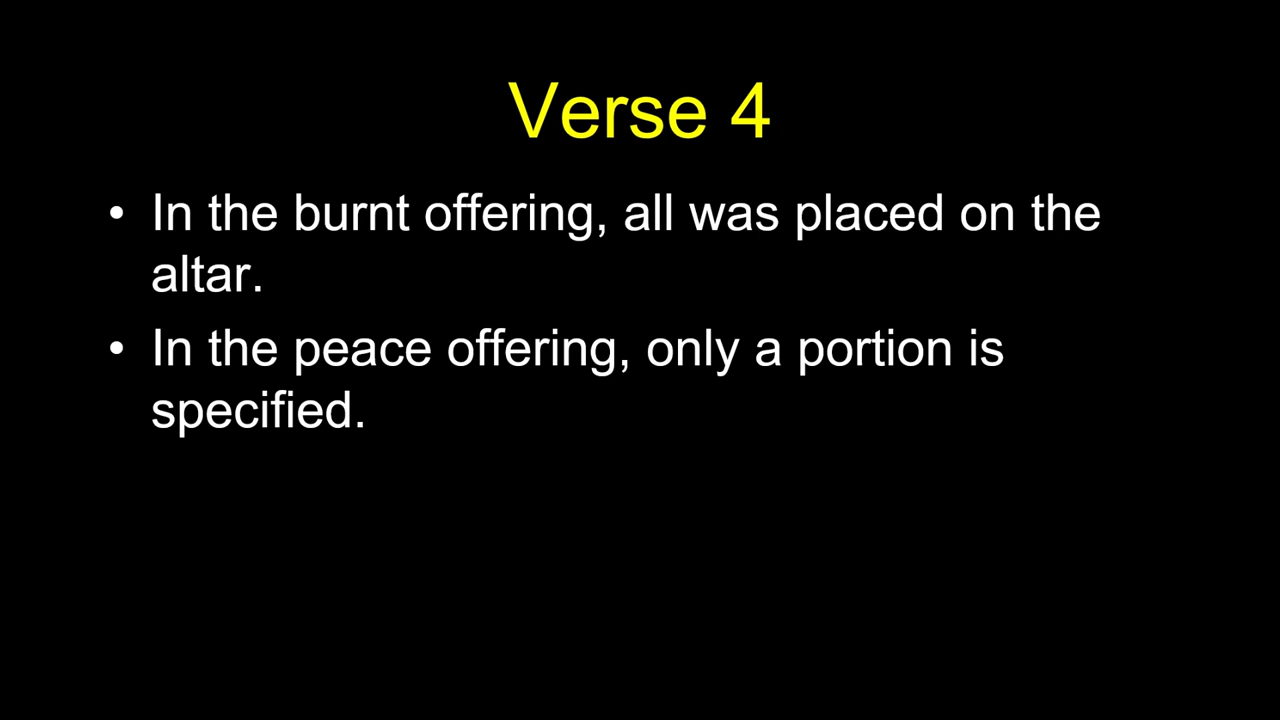 Verse 4
• In the burnt offering, all was placed on the
altar.
• In the peace offering, only a portion is
specified.